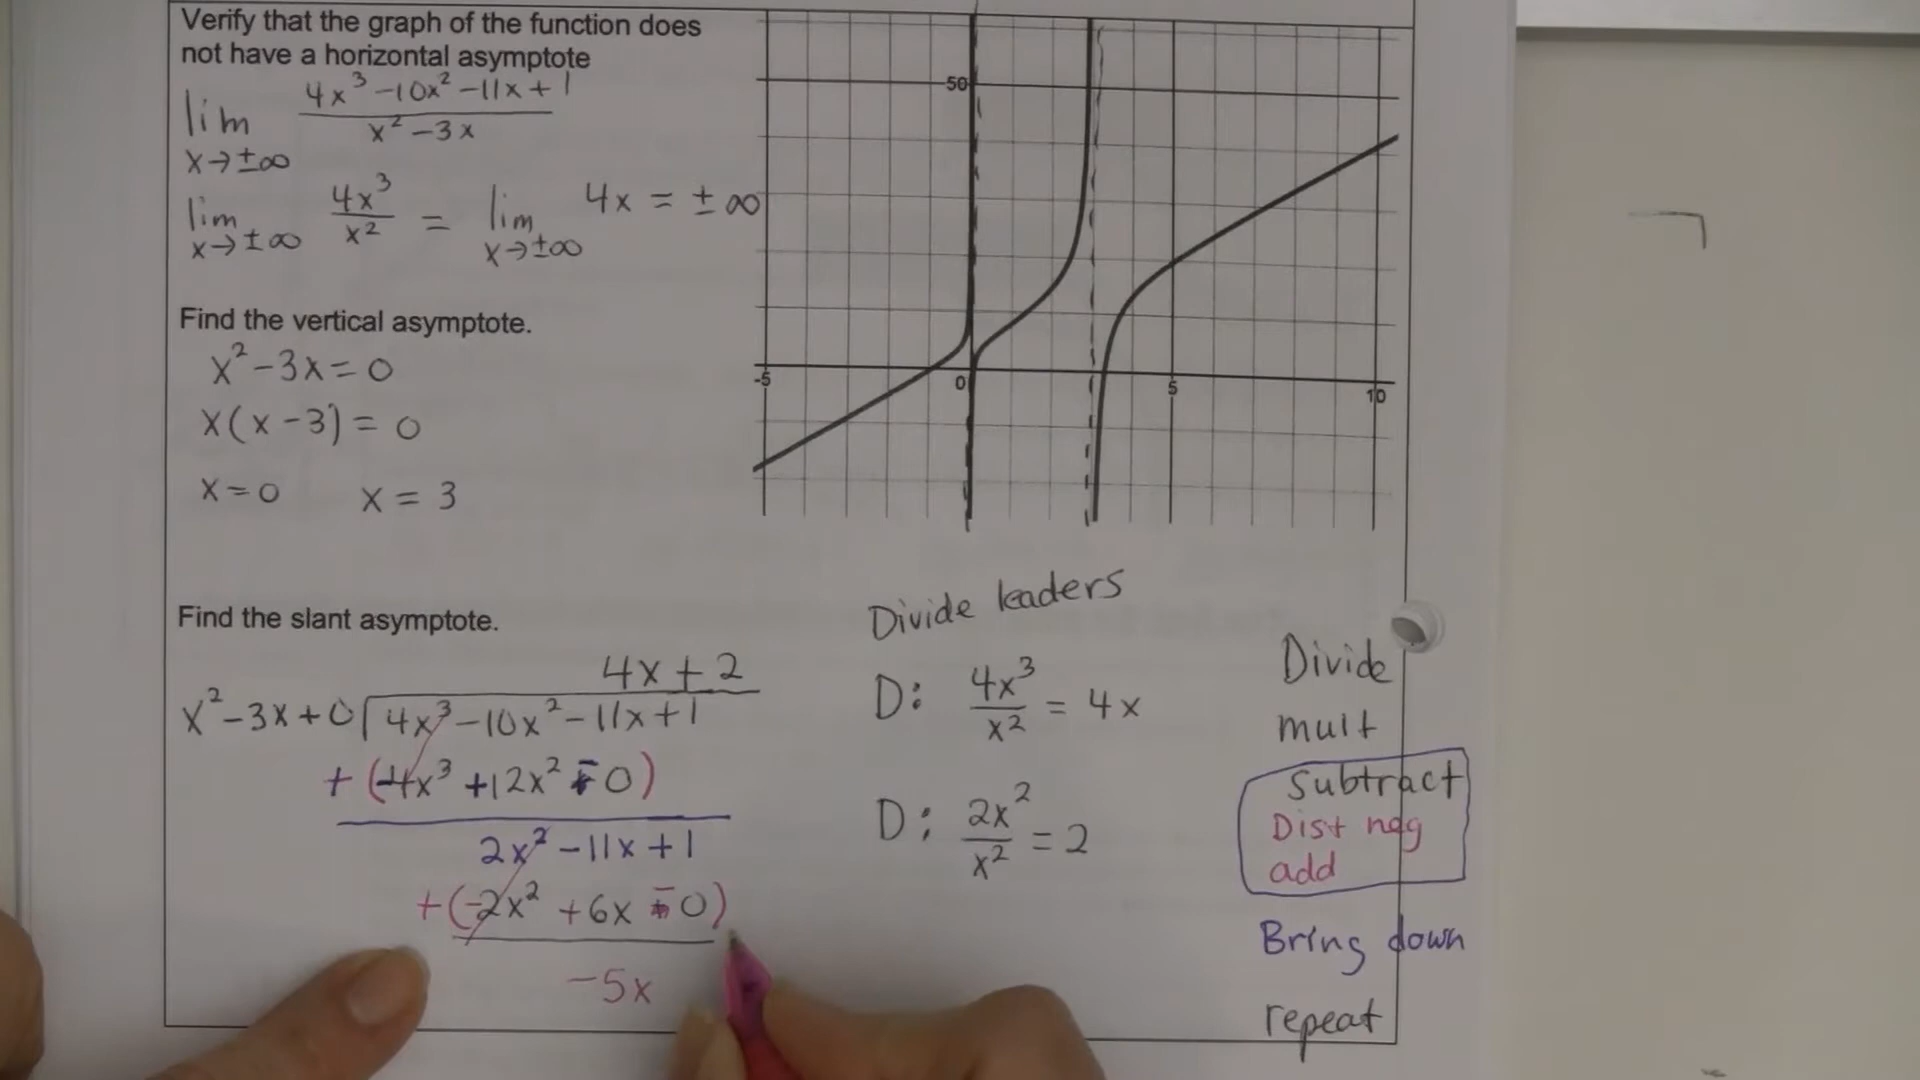 Verify that the graph of the function does
not have a horizontal asymptote
lim x→±∞ (4x³ −10x² −11x + 1)/(x² −3x)
lim x→±∞ 4x³/x² = lim x→±∞ 4x = ±∞
Find the vertical asymptote.
x² −3x = 0
x(x −3) = 0
x = 0 x = 3
50
-5 0 5 10
Find the slant asymptote.
4x + 2
x² −3x + 0 4x³ −10x² −11x + 1
+ (−4x³ +12x² − 0)
2x² −11x + 1
+ (−2x² + 6x − 0)
−5x
Divide leaders
D: 4x³/x² = 4x
D: 2x²/x² = 2
Divide
mult
Subtract
Dist neg
add
Bring down
repeat